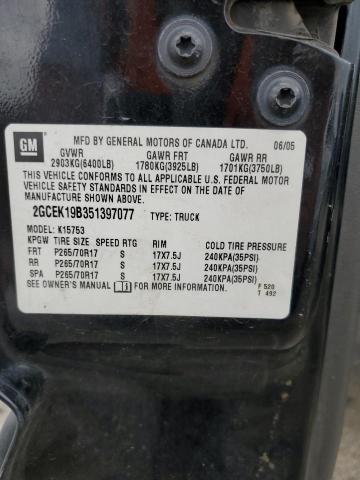 GM
MFD BY GENERAL MOTORS OF CANADA LTD. 06/05
GVWR GAWR FRT GAWR RR
2903KG(6400LB) 1780KG(3925LB) 1701KG(3750LB)
THIS VEHICLE CONFORMS TO ALL APPLICABLE U.S. FEDERAL MOTOR
VEHICLE SAFETY STANDARDS IN EFFECT ON THE DATE OF
MANUFACTURE SHOWN ABOVE.
2GCEK19B351397077 TYPE: TRUCK
MODEL: K15753
KPGW TIRE SIZE SPEED RTG RIM COLD TIRE PRESSURE
FRT P265/70R17 S 17X7.5J 240KPA(35PSI)
RR P265/70R17 S 17X7.5J 240KPA(35PSI)
SPA P265/70R17 S 17X7.5J 240KPA(35PSI)
SEE OWNER'S MANUAL FOR MORE INFORMATION.
F 520
T 492